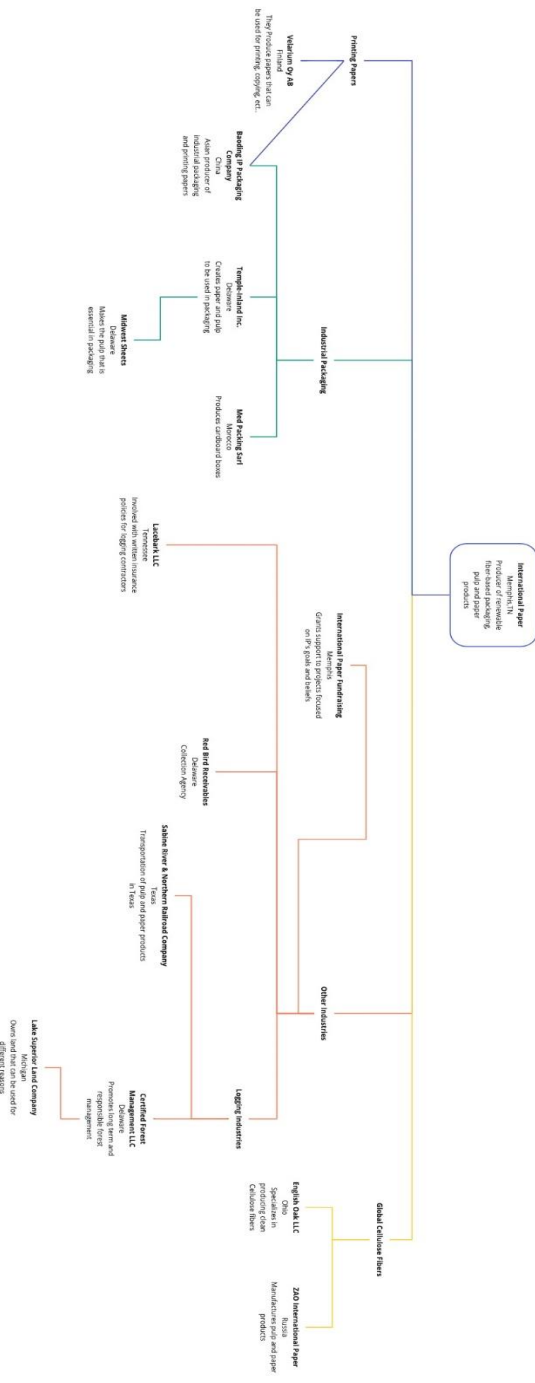 International Paper
Memphis,TN
Producer of renewable
fiber-based packaging,
pulp and paper
products
Printing Papers
Velarium Oy AB
Finland
They Produce papers that can
be used for printing, copying, ect..
Industrial Packaging
Baoding IP Packaging
Company
China
Asian producer of
industrial packaging
and printing papers
Temple-Inland Inc.
Delaware
Creates paper and pulp
to be used in packaging
Midwest Sheets
Delaware
Makes the pulp that is
essential in packaging
Med Packing Sarl
Morocco
Produces cardboard boxes
International Paper Fundraising
Memphis
Grants support to projects focused
on IP's goals and beliefs
Other Industries
Lacebark LLC
Tennessee
Involved with written insurance
policies for logging contractors
Red Bird Receivables
Delaware
Collection Agency
Logging Industries
Sabine River & Northern Railroad Company
Texas
Transportation of pulp and paper products
in Texas
Certified Forest
Management LLC
Delaware
Promotes long term and
responsible forest
management
Lake Superior Land Company
Michigan
Owns land that can be used for
different reasons
Global Cellulose Fibers
English Oak LLC
Ohio
Specializes in
producing clean
Cellulose fibers
ZAO International Paper
Russia
Manufactures pulp and paper
products